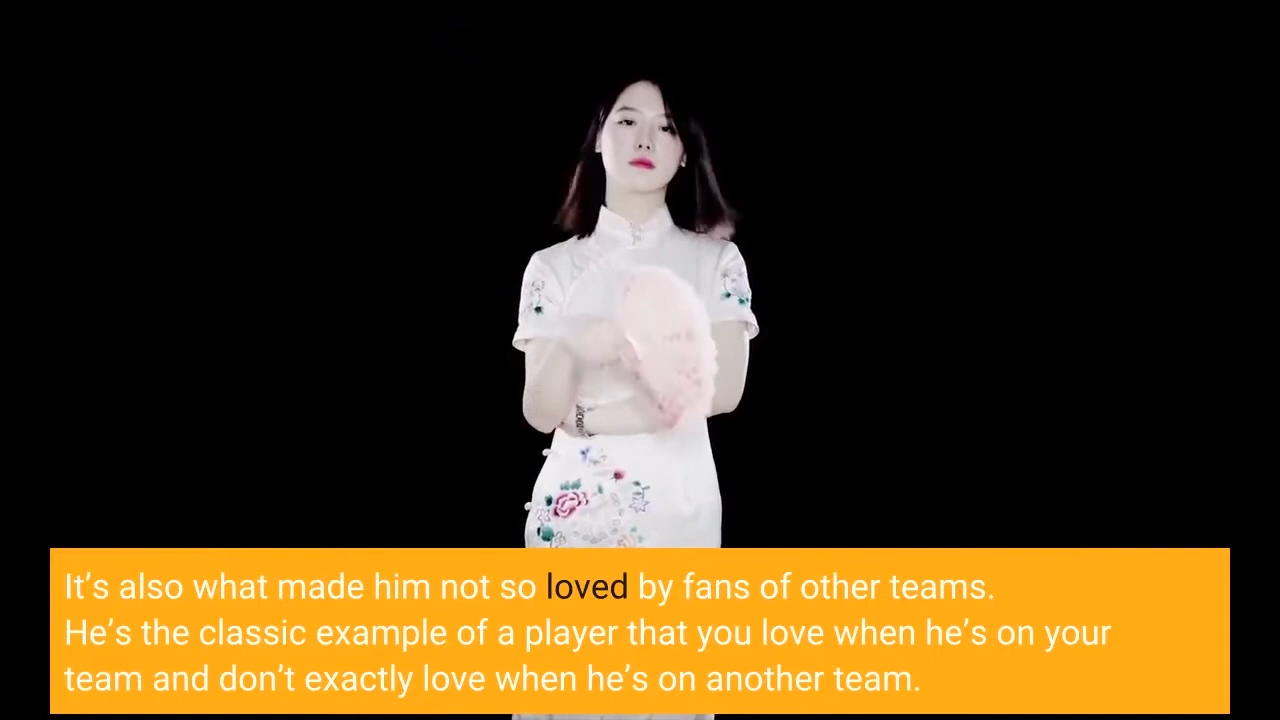 It’s also what made him not so loved by fans of other teams.
He’s the classic example of a player that you love when he’s on your
team and don’t exactly love when he’s on another team.